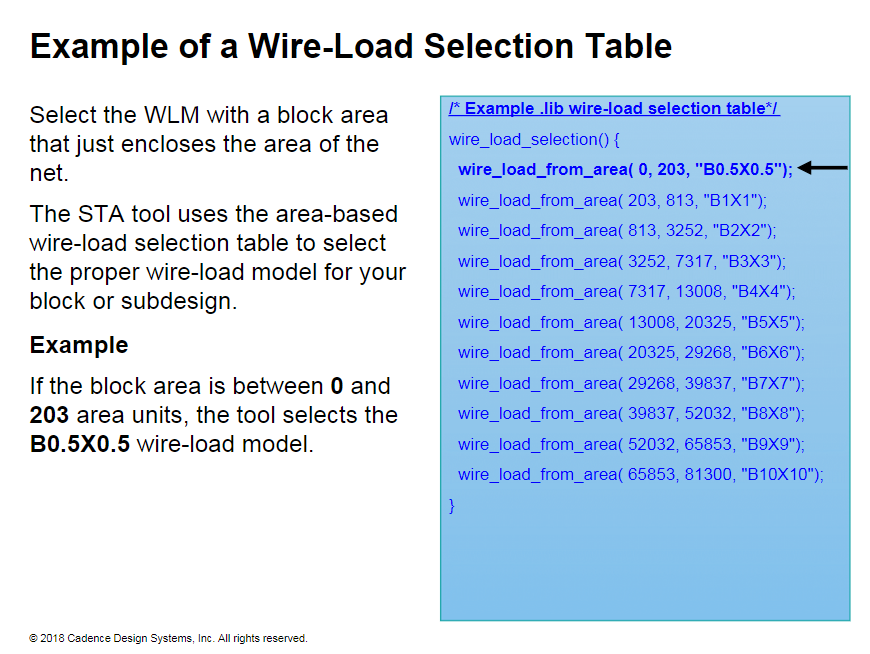 Example of a Wire-Load Selection Table
Select the WLM with a block area
that just encloses the area of the
net.
The STA tool uses the area-based
wire-load selection table to select
the proper wire-load model for your
block or subdesign.
Example
If the block area is between 0 and
203 area units, the tool selects the
B0.5X0.5 wire-load model.
/* Example .lib wire-load selection table*/
wire_load_selection() {
wire_load_from_area( 0, 203, "B0.5X0.5");
wire_load_from_area( 203, 813, "B1X1");
wire_load_from_area( 813, 3252, "B2X2");
wire_load_from_area( 3252, 7317, "B3X3");
wire_load_from_area( 7317, 13008, "B4X4");
wire_load_from_area( 13008, 20325, "B5X5");
wire_load_from_area( 20325, 29268, "B6X6");
wire_load_from_area( 29268, 39837, "B7X7");
wire_load_from_area( 39837, 52032, "B8X8");
wire_load_from_area( 52032, 65853, "B9X9");
wire_load_from_area( 65853, 81300, "B10X10");
}
© 2018 Cadence Design Systems, Inc. All rights reserved.